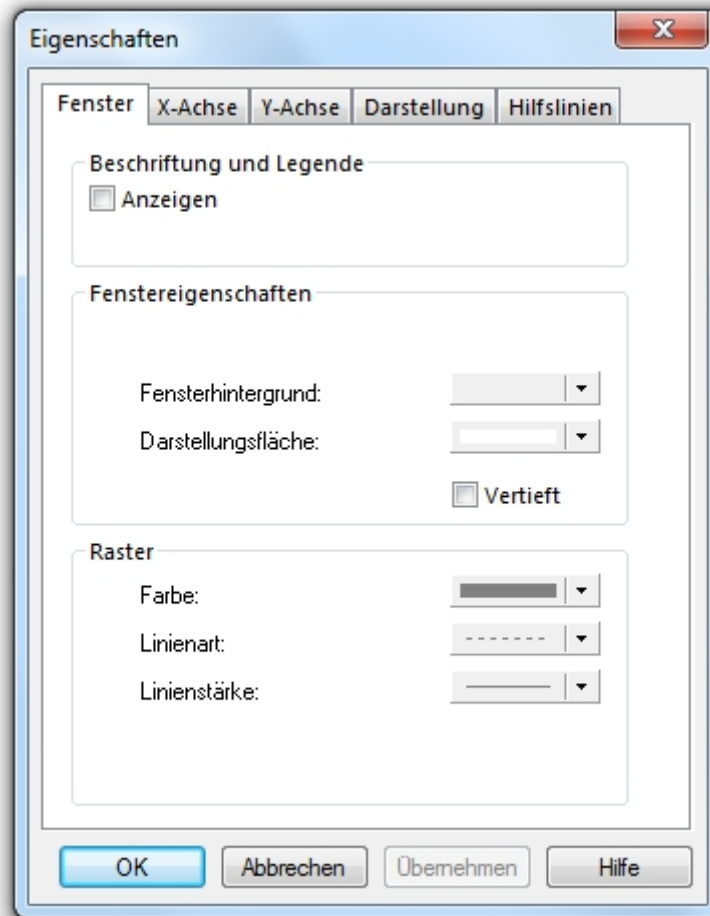 Eigenschaften
Fenster X-Achse Y-Achse Darstellung Hilfslinien
Beschriftung und Legende
Anzeigen
Fenstereigenschaften
Fensterhintergrund:
Darstellungsfläche:
Vertieft
Raster
Farbe:
Linienart:
Linienstärke:
OK Abbrechen Übernehmen Hilfe